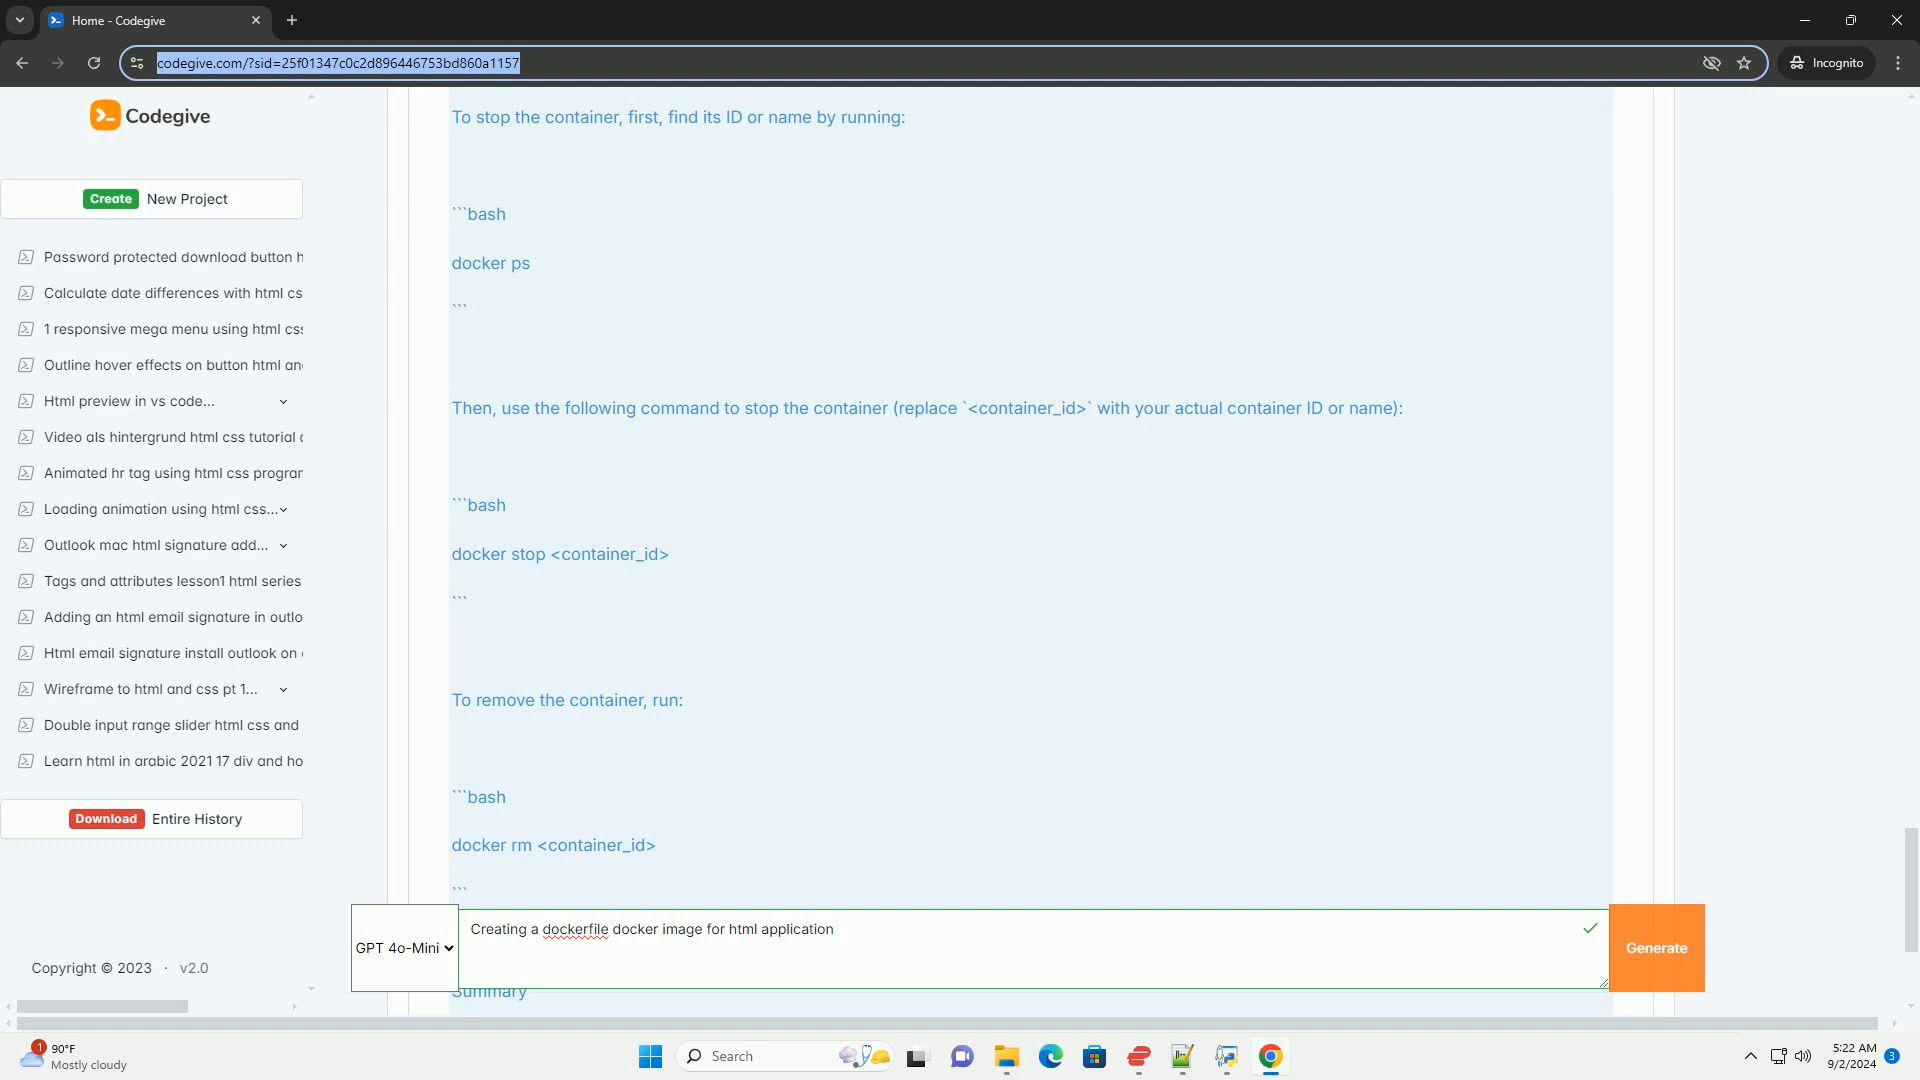 Home - Codegive
codegive.com/?sid=25f01347c0c2d896446753bd860a1157
Incognito
Codegive
Create New Project
Password protected download button h
Calculate date differences with html cs
1 responsive mega menu using html css
Outline hover effects on button html and
Html preview in vs code...
Video als hintergrund html css tutorial c
Animated hr tag using html css program
Loading animation using html css...
Outlook mac html signature add...
Tags and attributes lesson1 html series
Adding an html email signature in outlo
Html email signature install outlook on
Wireframe to html and css pt 1...
Double input range slider html css and
Learn html in arabic 2021 17 div and ho
Download Entire History
Copyright © 2023 · v2.0
To stop the container, first, find its ID or name by running:
```bash
docker ps
```
Then, use the following command to stop the container (replace `<container_id>` with your actual container ID or name):
```bash
docker stop <container_id>
```
To remove the container, run:
```bash
docker rm <container_id>
```
GPT 4o-Mini
Creating a dockerfile docker image for html application
Generate
Summary
1
90°F
Mostly cloudy
Search
5:22 AM
9/2/2024
3